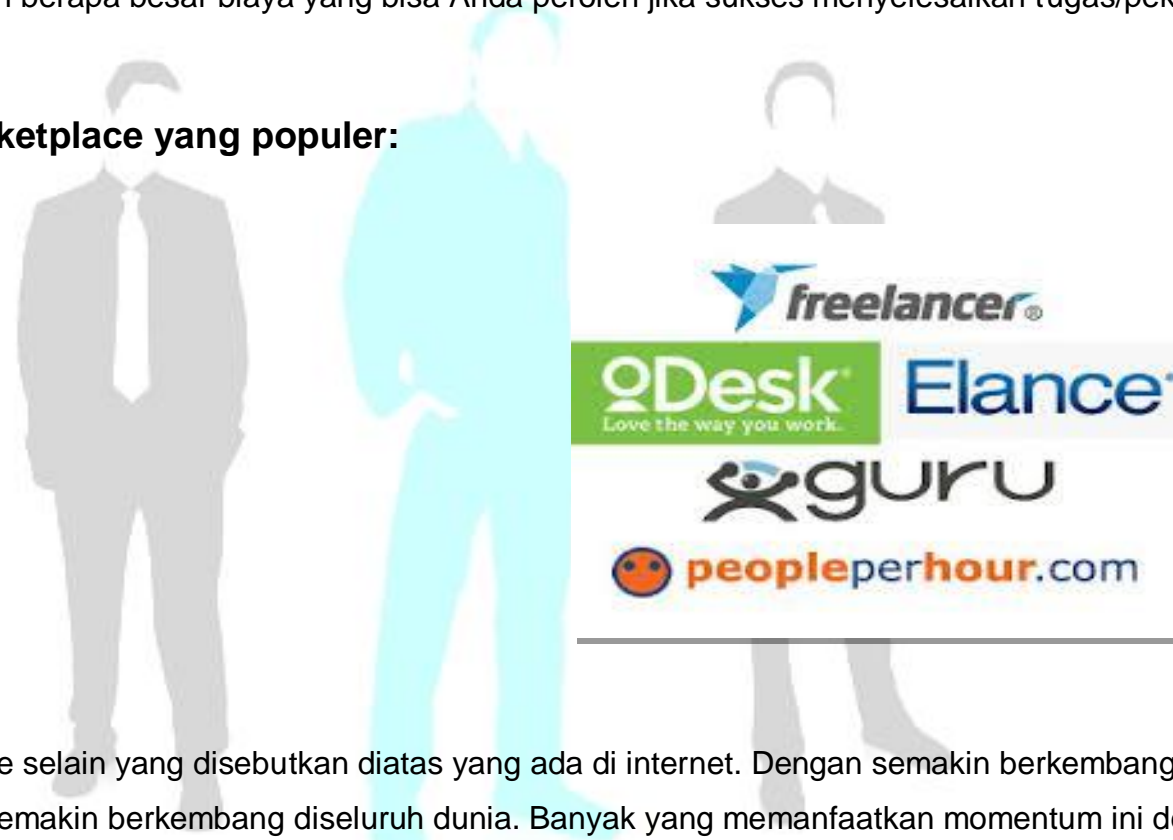 berapa besar biaya yang bisa Anda peroleh jika sukses menyelesaikan tugas/pek
ketplace yang populer:
freelancer®
oDesk
Love the way you work.
Elance
guru
peopleperhour.com
e selain yang disebutkan diatas yang ada di internet. Dengan semakin berkembang
emakin berkembang diseluruh dunia. Banyak yang memanfaatkan momentum ini de